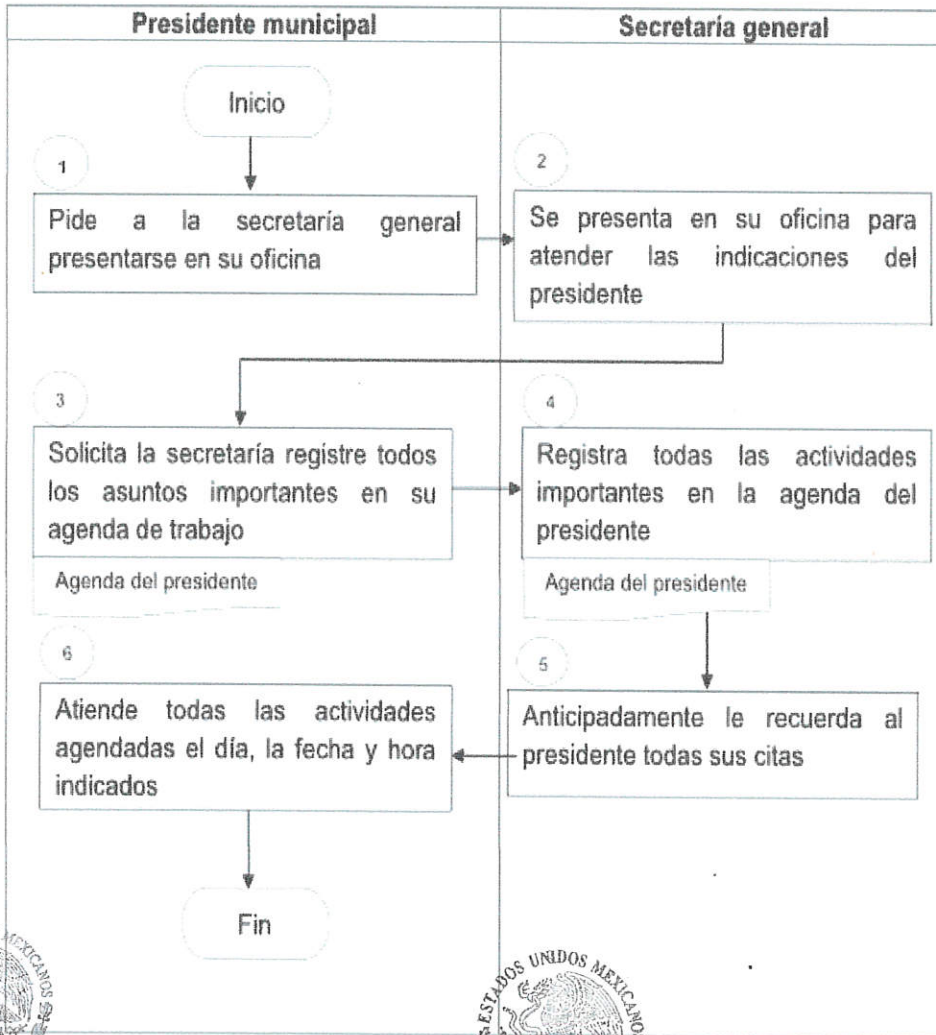 Presidente municipal
Secretaría general
Inicio
1
Pide a la secretaría general
presentarse en su oficina
2
Se presenta en su oficina para
atender las indicaciones del
presidente
3
Solicita la secretaría registre todos
los asuntos importantes en su
agenda de trabajo
Agenda del presidente
4
Registra todas las actividades
importantes en la agenda del
presidente
Agenda del presidente
5
Anticipadamente le recuerda al
presidente todas sus citas
6
Atiende todas las actividades
agendadas el día, la fecha y hora
indicados
Fin
MEXICANOS
ESTADOS UNIDOS MEXICANOS